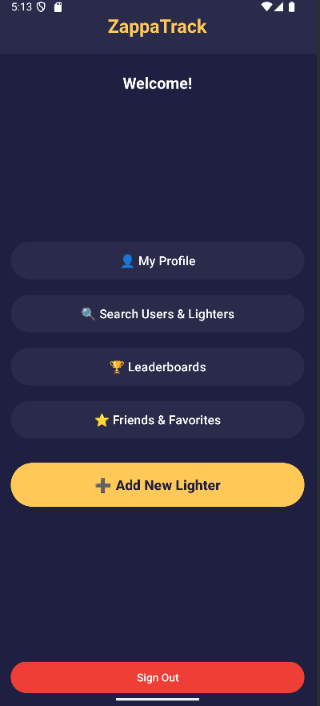 5:13
ZappaTrack
Welcome!
👤 My Profile
🔍 Search Users & Lighters
🏆 Leaderboards
⭐ Friends & Favorites
➕ Add New Lighter
Sign Out